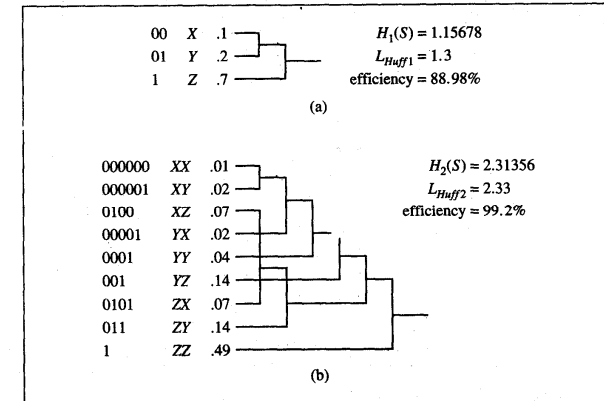 00 X .1 H₁(S) = 1.15678
01 Y .2 L_Huff1 = 1.3
1 Z .7 efficiency = 88.98%
(a)
000000 XX .01 H₂(S) = 2.31356
000001 XY .02 L_Huff2 = 2.33
0100 XZ .07 efficiency = 99.2%
00001 YX .02
0001 YY .04
001 YZ .14
0101 ZX .07
011 ZY .14
1 ZZ .49
(b)